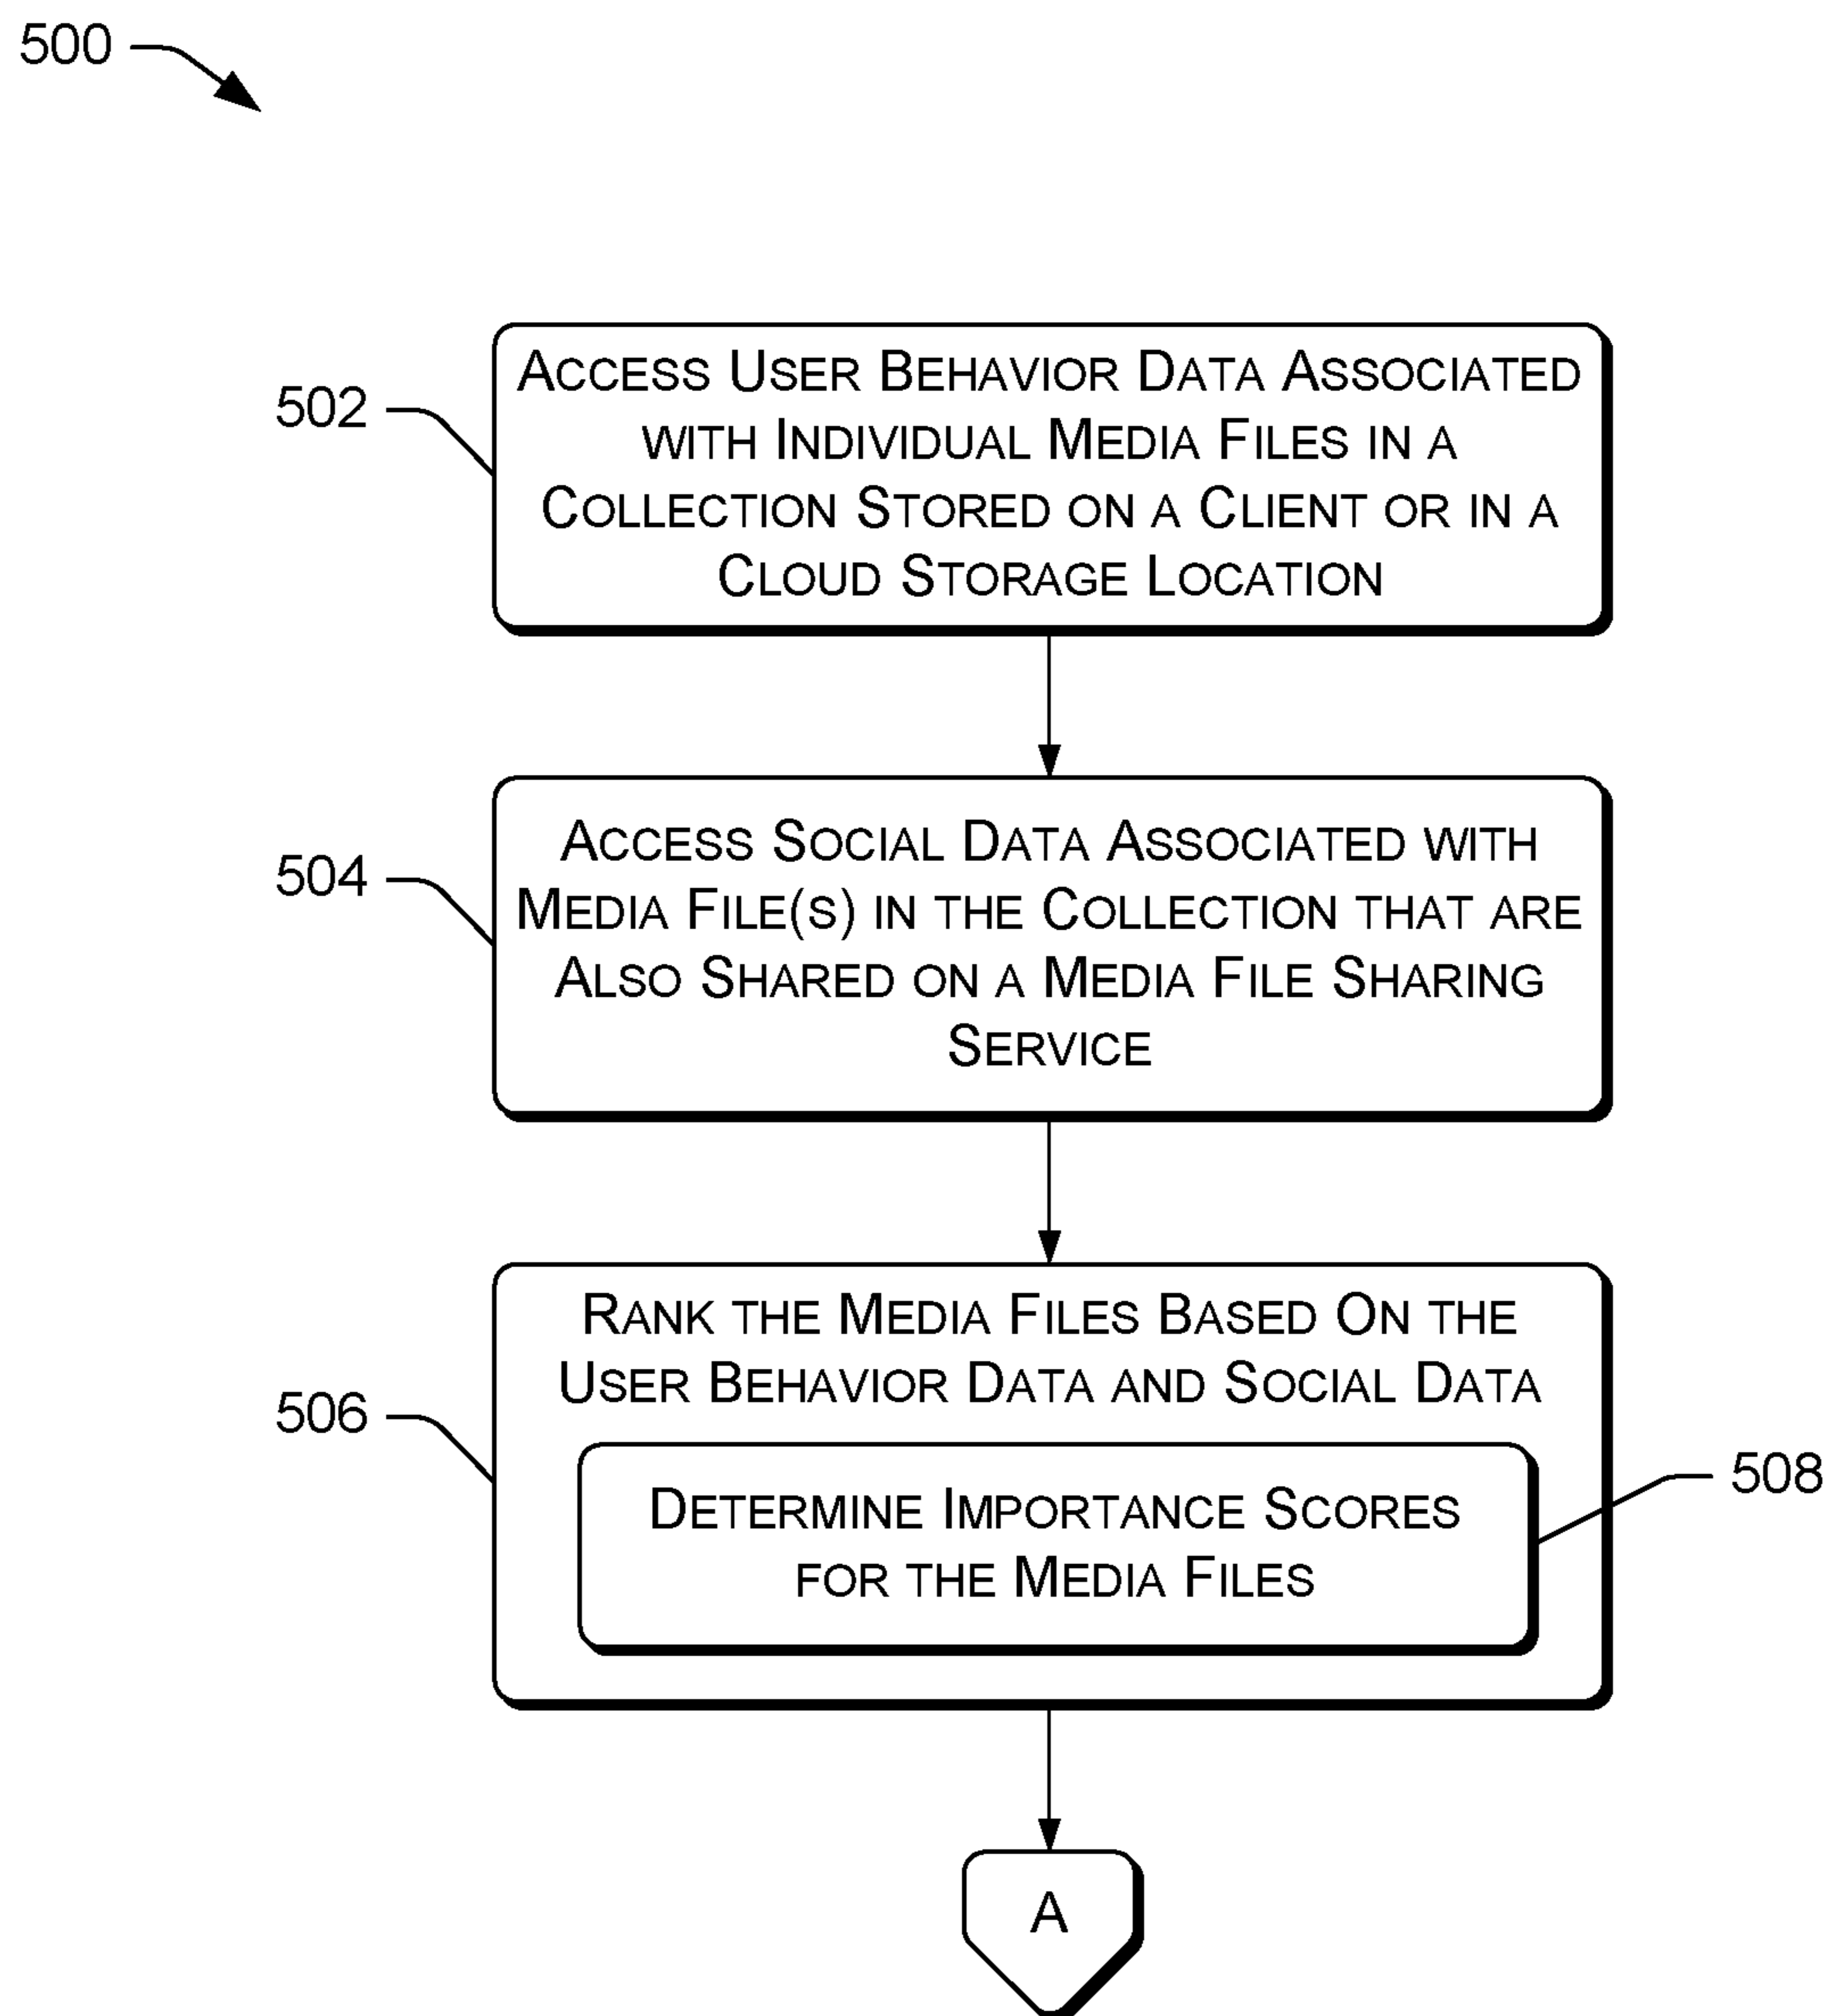 500
502
ACCESS USER BEHAVIOR DATA ASSOCIATED
WITH INDIVIDUAL MEDIA FILES IN A
COLLECTION STORED ON A CLIENT OR IN A
CLOUD STORAGE LOCATION
504
ACCESS SOCIAL DATA ASSOCIATED WITH
MEDIA FILE(S) IN THE COLLECTION THAT ARE
ALSO SHARED ON A MEDIA FILE SHARING
SERVICE
506
RANK THE MEDIA FILES BASED ON THE
USER BEHAVIOR DATA AND SOCIAL DATA
508
DETERMINE IMPORTANCE SCORES
FOR THE MEDIA FILES
A